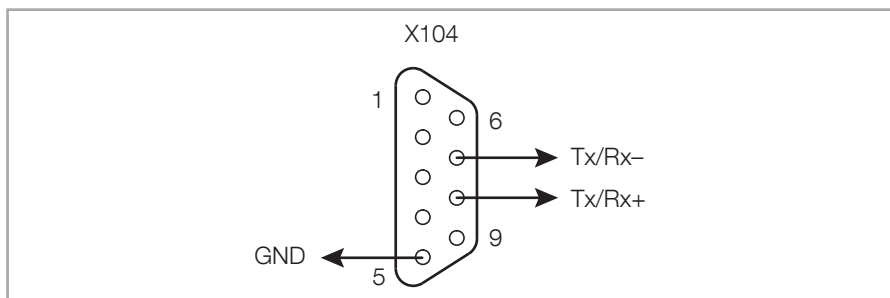 X104
1
6
Tx/Rx–
Tx/Rx+
9
GND
5